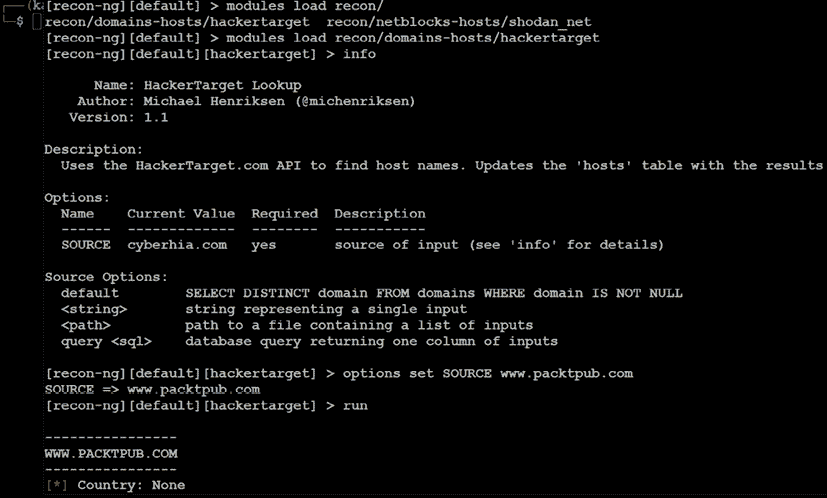 (ka
[recon-ng][default] > modules load recon/
$ recon/domains-hosts/hackertarget  recon/netblocks-hosts/shodan_net
[recon-ng][default] > modules load recon/domains-hosts/hackertarget
[recon-ng][default][hackertarget] > info
Name: HackerTarget Lookup
Author: Michael Henriksen (@michenriksen)
Version: 1.1
Description:
Uses the HackerTarget.com API to find host names. Updates the 'hosts' table with the results
Options:
Name    Current Value  Required  Description
------  -------------  --------  -----------
SOURCE  cyberhia.com   yes       source of input (see 'info' for details)
Source Options:
default        SELECT DISTINCT domain FROM domains WHERE domain IS NOT NULL
<string>       string representing a single input
<path>         path to a file containing a list of inputs
query <sql>    database query returning one column of inputs
[recon-ng][default][hackertarget] > options set SOURCE www.packtpub.com
SOURCE => www.packtpub.com
[recon-ng][default][hackertarget] > run
----------------
WWW.PACKTPUB.COM
----------------
[*] Country: None